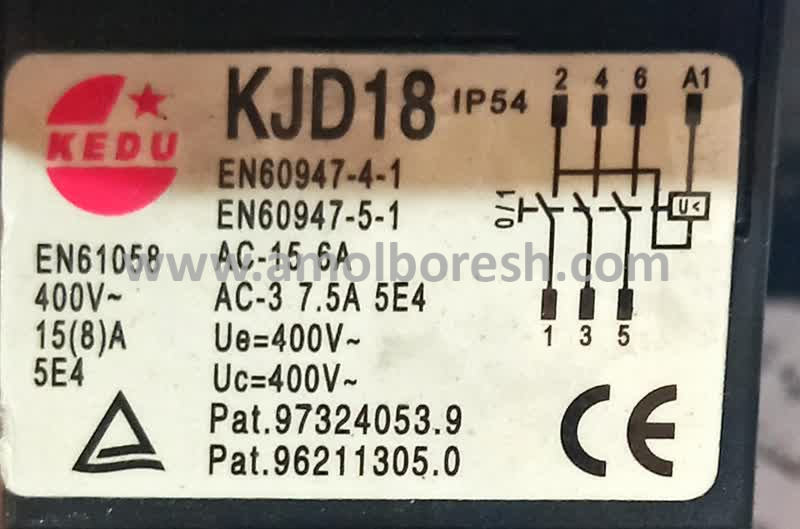 KEDU
KJD18 IP54
EN60947-4-1
EN60947-5-1
AC-15 6A
AC-3 7.5A 5E4
Ue=400V~
Uc=400V~
Pat.97324053.9
Pat.96211305.0
EN61058
400V~
15(8)A
5E4
2 4 6 A1
0/1
U<
1 3 5
CE
www.amolboresh.com